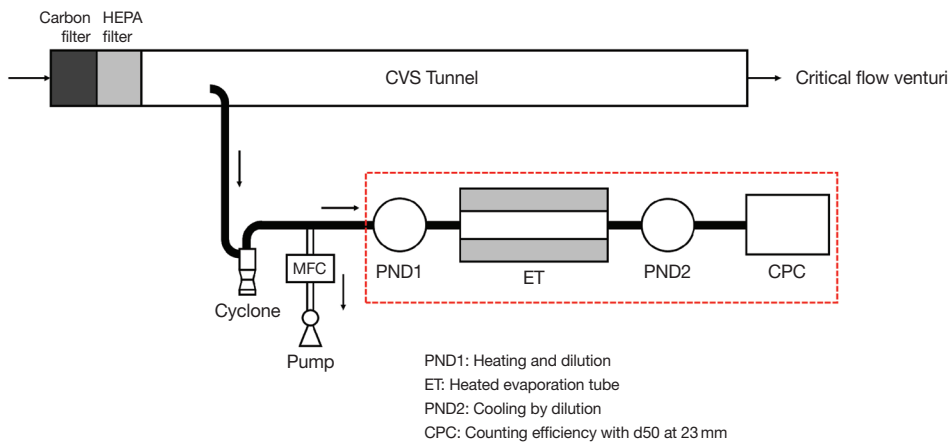 Carbon filter
HEPA filter
CVS Tunnel
Critical flow venturi
PND1
ET
PND2
CPC
MFC
Cyclone
Pump
PND1: Heating and dilution
ET: Heated evaporation tube
PND2: Cooling by dilution
CPC: Counting efficiency with d50 at 23 mm